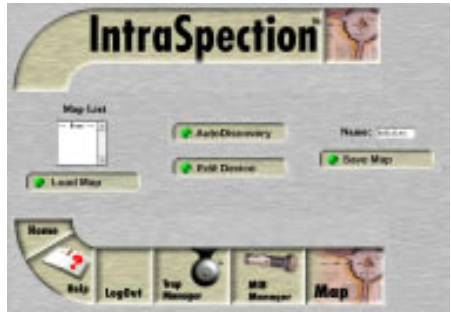 IntraSpection
Map List
AutoDiscovery
Name:
Edit Device
Save Map
Load Map
Home
Help
LogOut
Trap
Manager
MIB
Manager
Map